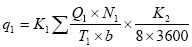 q₁ = K₁ ∑ (Q₁ × N₁)/(T₁ × b) × K₂/(8 × 3600)